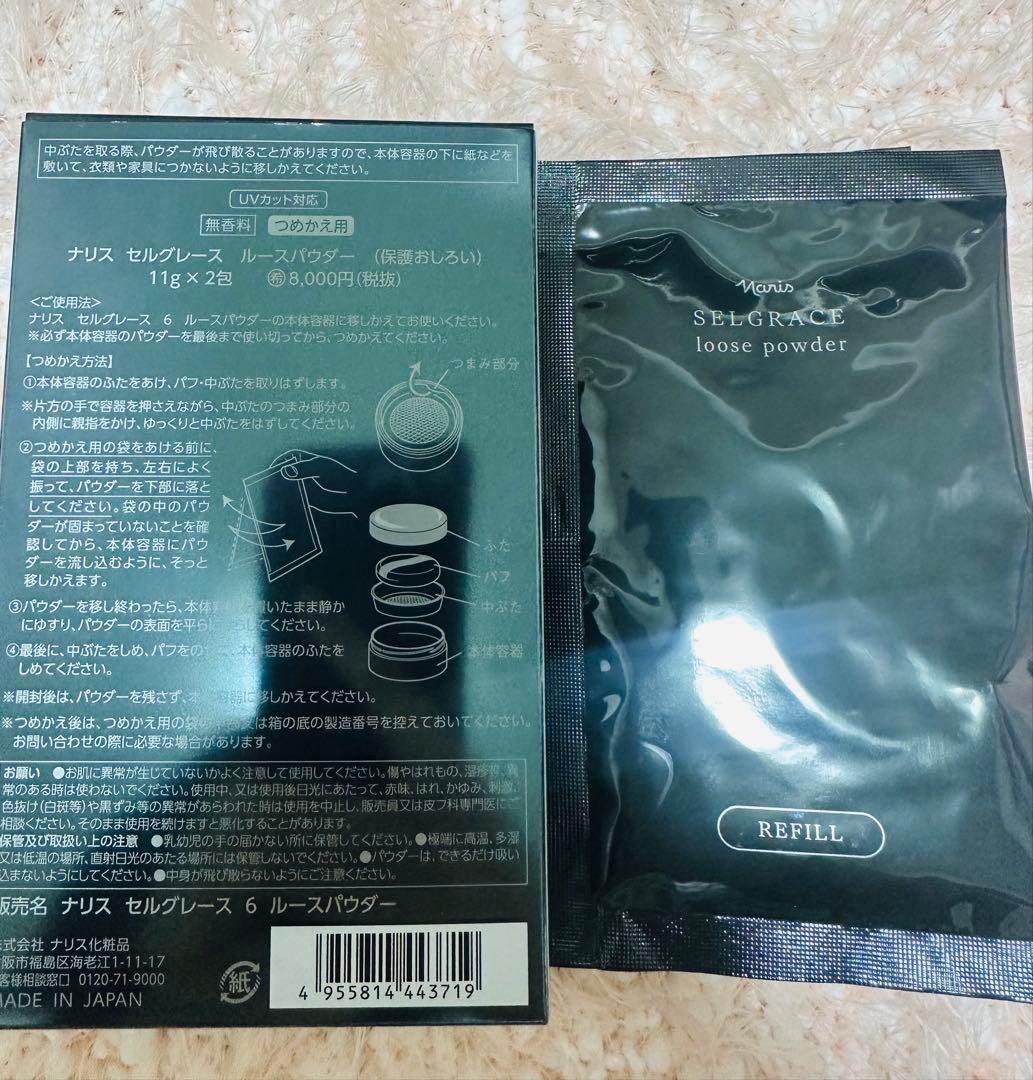 中ぶたを取る際、パウダーが飛び散ることがありますので、本体容器の下に紙などを
敷いて、衣類や家具につかないように移しかえてください。
UVカット対応
無香料 つめかえ用
ナリス セルグレース ルースパウダー (保護おしろい)
11g×2包 ㊘8,000円(税抜)
<ご使用法>
ナリス セルグレース 6 ルースパウダーの本体容器に移しかえてお使いください。
※必ず本体容器のパウダーを最後まで使い切ってから、つめかえてください。
【つめかえ方法】
①本体容器のふたをあけ、パフ・中ぶたを取りはずします。
※片方の手で容器を押さえながら、中ぶたのつまみ部分の
内側に親指をかけ、ゆっくりと中ぶたをはずしてください。
つまみ部分
②つめかえ用の袋をあける前に、
袋の上部を持ち、左右によく
振って、パウダーを下部に落と
してください。袋の中のパウ
ダーが固まっていないことを確
認してから、本体容器にパウ
ダーを流し込むように、そっと
移しかえます。
ふた
パフ
中ぶた
本体容器
③パウダーを移し終わったら、本体 置いたまま静か
にゆすり、パウダーの表面を平ら してください。
④最後に、中ぶたをしめ、パフをの 本体容器のふたを
しめてください。
※開封後は、パウダーを残さず、本体容器に移しかえてください。
※つめかえ後は、つめかえ用の袋の 又は箱の底の製造番号を控えておいてください。
お問い合わせの際に必要な場合があります。
お願い ●お肌に異常が生じていないかよく注意して使用してください。傷やはれもの、湿疹等、異
常のある時は使わないでください。使用中、又は使用後日光にあたって、赤味、はれ、かゆみ、刺激、
色抜け(白斑等)や黒ずみ等の異常があらわれた時は使用を中止し、販売員又は皮フ科専門医にご
相談ください。そのまま使用を続けますと悪化することがあります。
保管及び取扱い上の注意 ●乳幼児の手の届かない所に保管してください。●極端に高温、多湿
又は低温の場所、直射日光のあたる場所には保管しないでください。●パウダーは、できるだけ吸い
込まないようにしてください。●中身が飛び散らないようにご注意ください。
販売名 ナリス セルグレース 6 ルースパウダー
株式会社 ナリス化粧品
大阪市福島区海老江1-11-17
お客様相談窓口 0120-71-9000
MADE IN JAPAN
紙
4 955814 443719
Naris
SELGRACE
loose powder
REFILL